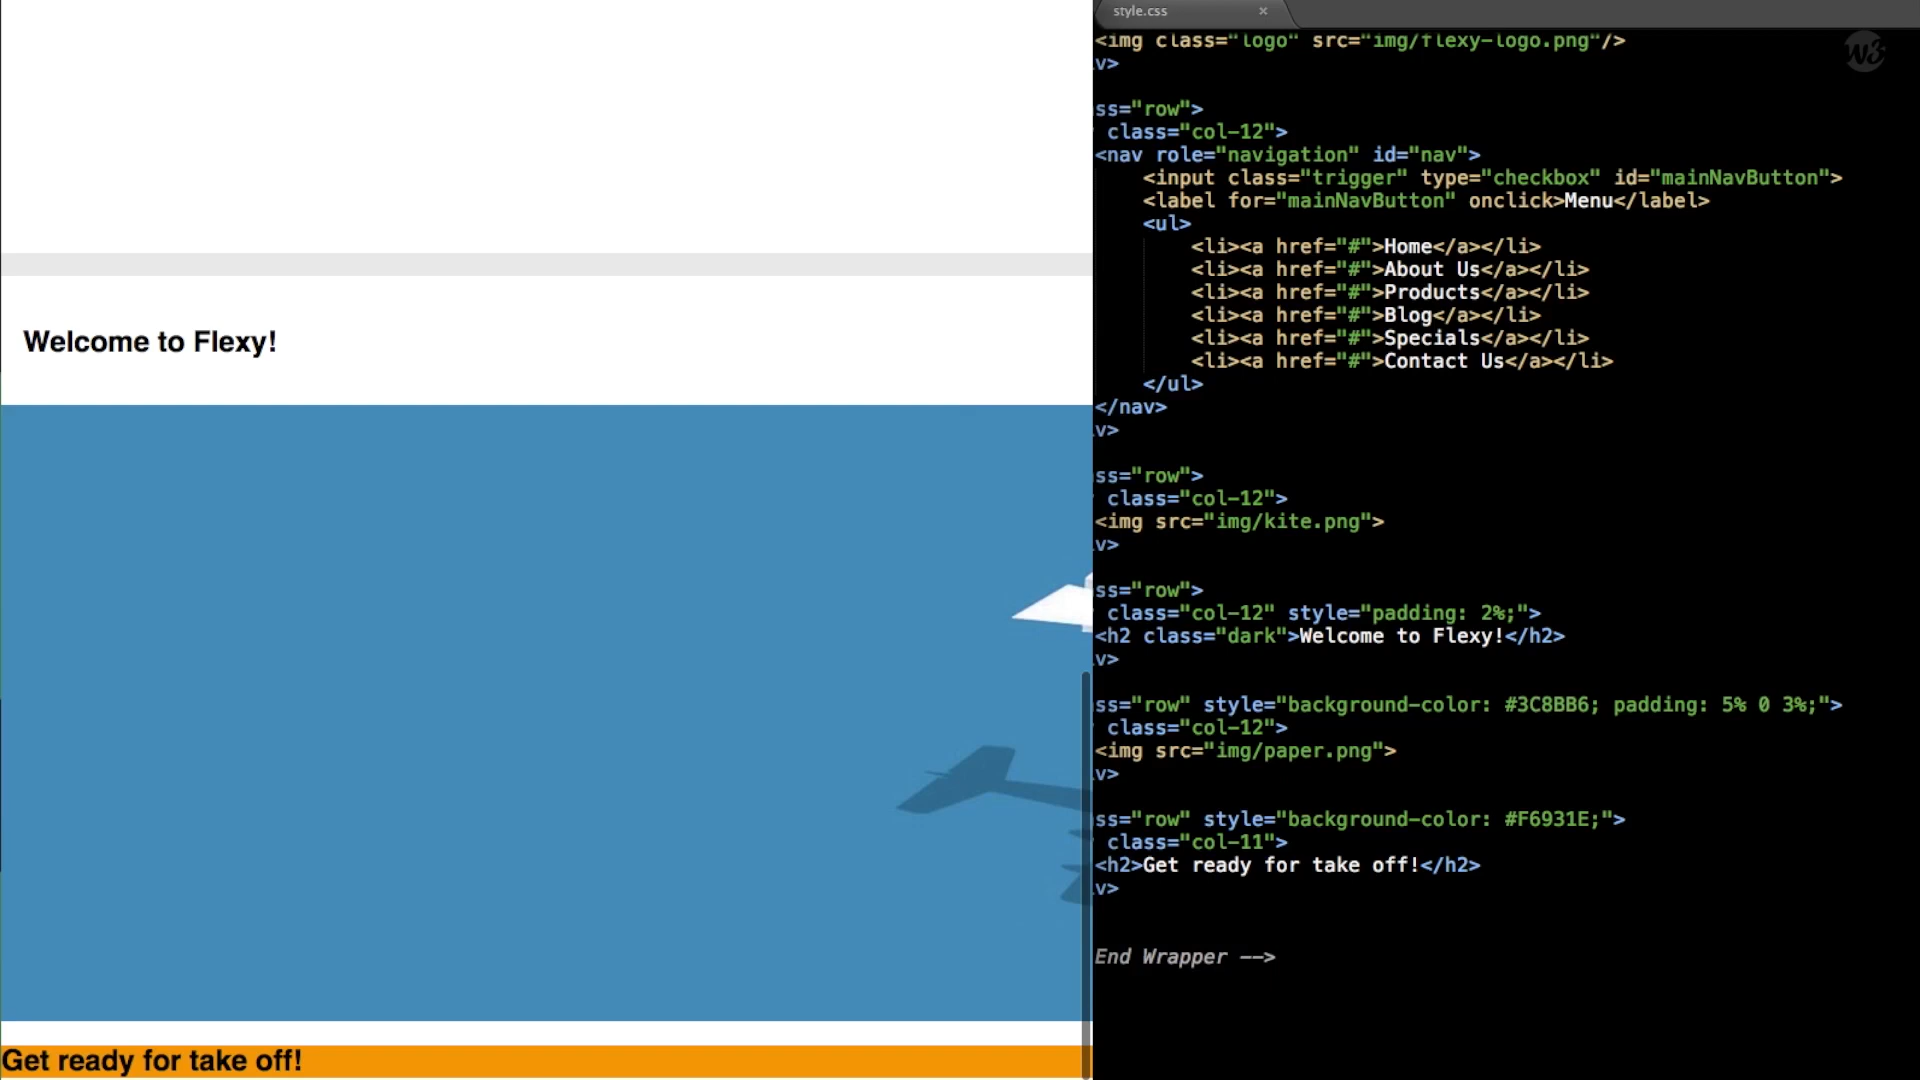 Welcome to Flexy!
Get ready for take off!
style.css ×
<img class="logo" src="img/flexy-logo.png"/>
v>
ss="row">
class="col-12">
<nav role="navigation" id="nav">
<input class="trigger" type="checkbox" id="mainNavButton">
<label for="mainNavButton" onclick>Menu</label>
<ul>
<li><a href="#">Home</a></li>
<li><a href="#">About Us</a></li>
<li><a href="#">Products</a></li>
<li><a href="#">Blog</a></li>
<li><a href="#">Specials</a></li>
<li><a href="#">Contact Us</a></li>
</ul>
</nav>
v>
ss="row">
class="col-12">
<img src="img/kite.png">
v>
ss="row">
class="col-12" style="padding: 2%;">
<h2 class="dark">Welcome to Flexy!</h2>
v>
ss="row" style="background-color: #3C8BB6; padding: 5% 0 3%;">
class="col-12">
<img src="img/paper.png">
v>
ss="row" style="background-color: #F6931E;">
class="col-11">
<h2>Get ready for take off!</h2>
v>
End Wrapper -->
W3